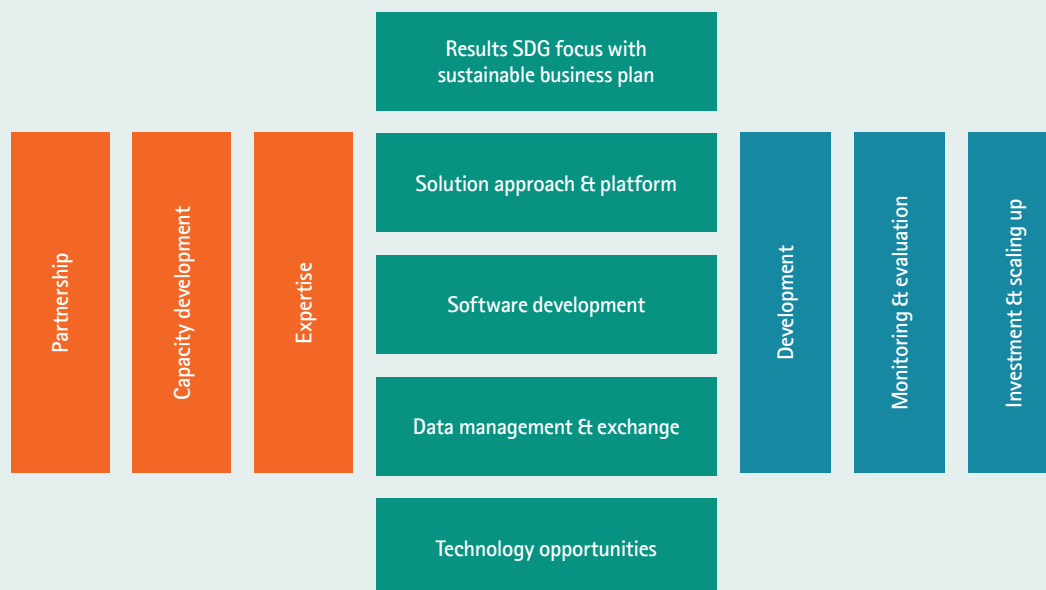 Results SDG focus with
sustainable business plan
Partnership
Capacity development
Expertise
Solution approach & platform
Software development
Data management & exchange
Technology opportunities
Development
Monitoring & evaluation
Investment & scaling up